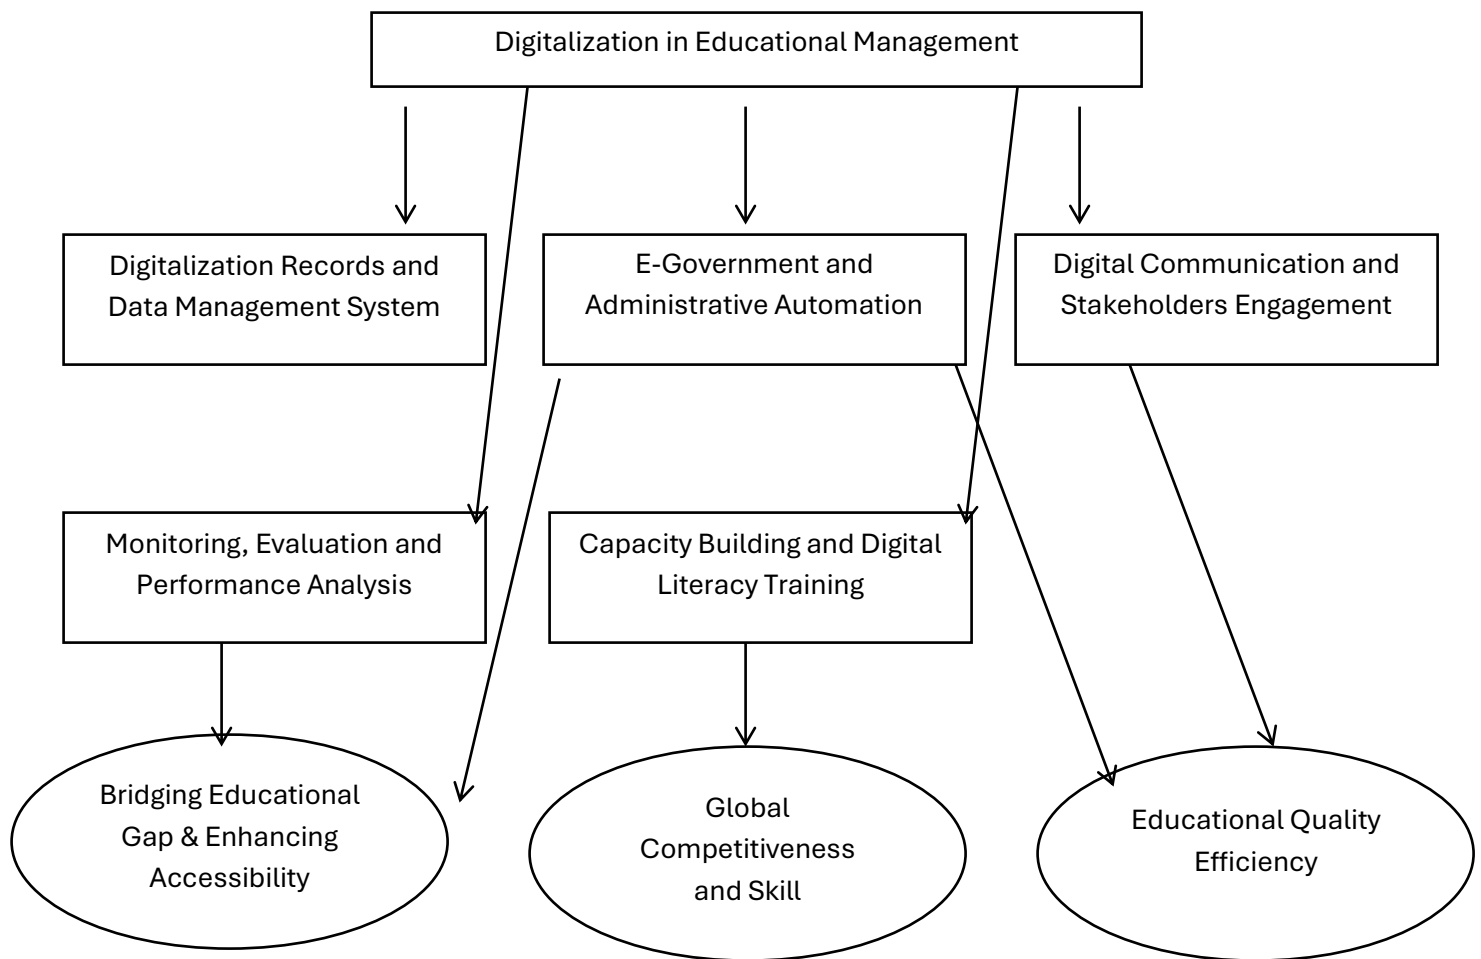 Digitalization in Educational Management
Digitalization Records and
Data Management System
E-Government and
Administrative Automation
Digital Communication and
Stakeholders Engagement
Monitoring, Evaluation and
Performance Analysis
Capacity Building and Digital
Literacy Training
Bridging Educational
Gap & Enhancing
Accessibility
Global
Competitiveness
and Skill
Educational Quality
Efficiency